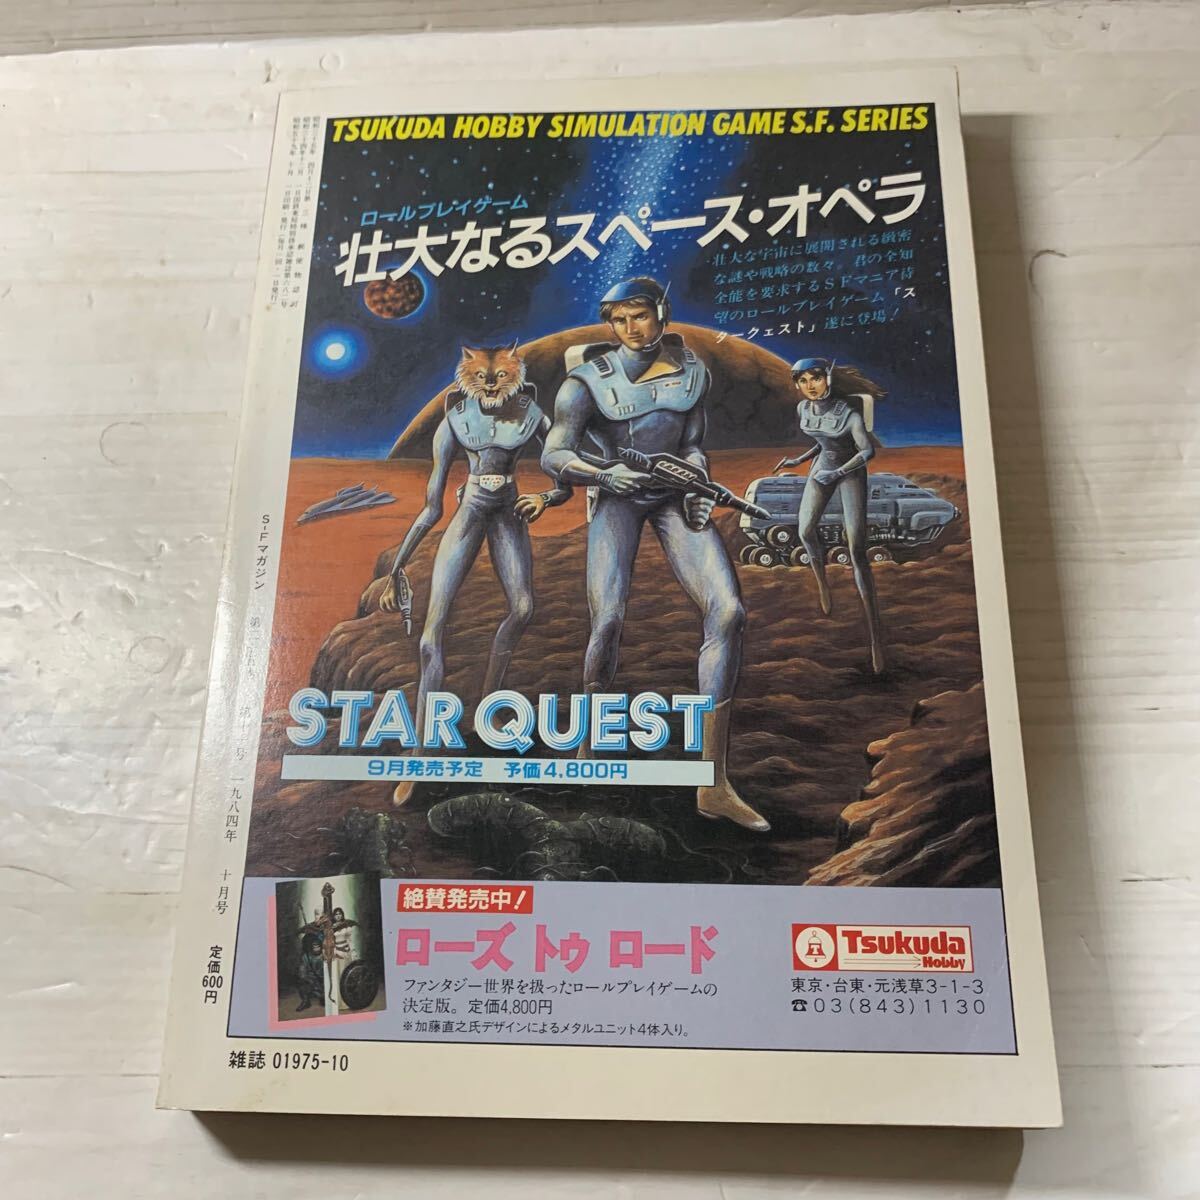 TSUKUDA HOBBY SIMULATION GAME S.F. SERIES
ロールプレイゲーム
壮大なるスペース・オペラ
壮大な宇宙に展開される緻密
な謎や戦略の数々。君の全知
全能を要求するSFマニア待
望のロールプレイゲーム「ス
タークェスト」遂に登場!
STAR QUEST
9月発売予定 予価4,800円
絶賛発売中!
ローズ トゥ ロード
ファンタジー世界を扱ったロールプレイゲームの
決定版。定価4,800円
※加藤直之氏デザインによるメタルユニット4体入り。
Tsukuda
Hobby
東京・台東・元浅草3-1-3
☎03(843)1130
S-Fマガジン 一九八四年 十月号
定価600円
雑誌 01975-10